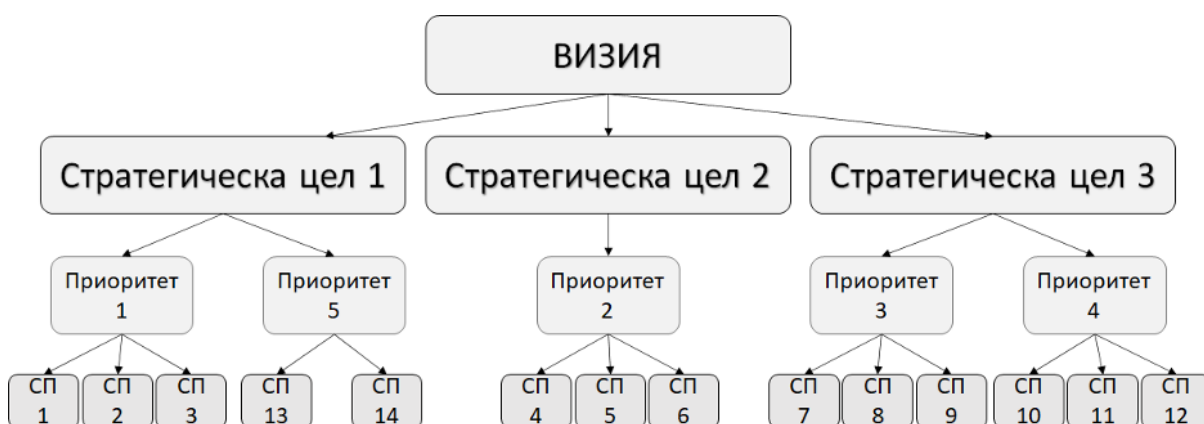 ВИЗИЯ
Стратегическа цел 1
Стратегическа цел 2
Стратегическа цел 3
Приоритет
1
Приоритет
5
Приоритет
2
Приоритет
3
Приоритет
4
СП
1
СП
2
СП
3
СП
13
СП
14
СП
4
СП
5
СП
6
СП
7
СП
8
СП
9
СП
10
СП
11
СП
12